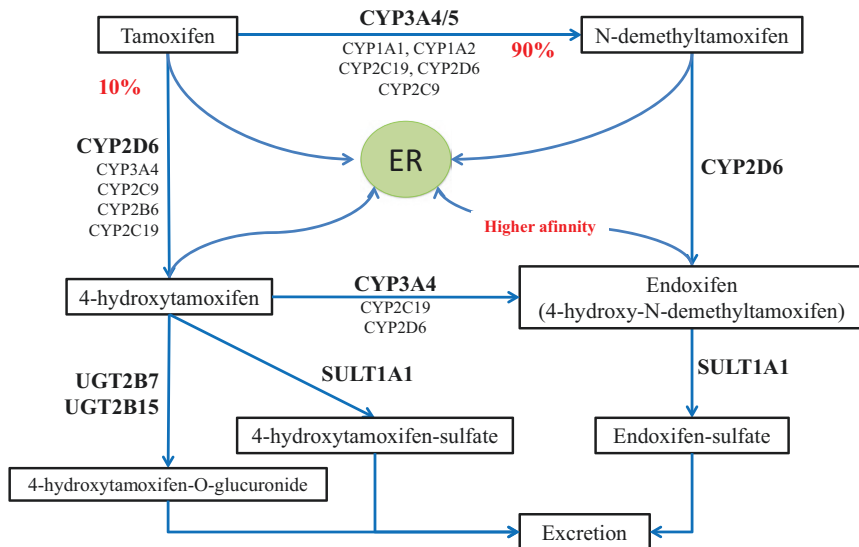 CYP3A4/5
Tamoxifen
N-demethyltamoxifen
CYP1A1, CYP1A2
90%
CYP2C19, CYP2D6
CYP2C9
10%
CYP2D6
CYP3A4
CYP2C9
CYP2B6
CYP2C19
ER
CYP2D6
Higher afinnity
4-hydroxytamoxifen
CYP3A4
CYP2C19
CYP2D6
Endoxifen
(4-hydroxy-N-demethyltamoxifen)
UGT2B7
UGT2B15
SULT1A1
SULT1A1
4-hydroxytamoxifen-sulfate
Endoxifen-sulfate
4-hydroxytamoxifen-O-glucuronide
Excretion